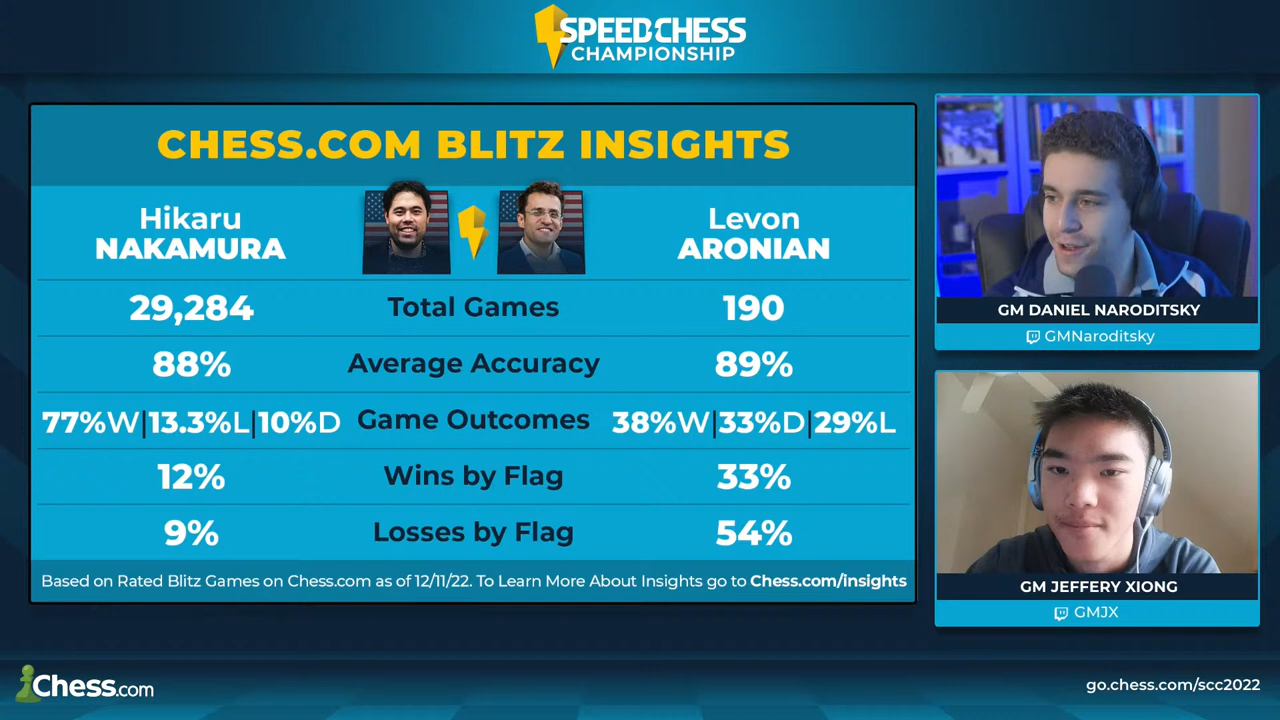 SPEED CHESS
CHAMPIONSHIP
CHESS.COM BLITZ INSIGHTS
Hikaru
NAKAMURA
Levon
ARONIAN
29,284 Total Games 190
88% Average Accuracy 89%
77%W|13.3%L|10%D Game Outcomes 38%W|33%D|29%L
12% Wins by Flag 33%
9% Losses by Flag 54%
Based on Rated Blitz Games on Chess.com as of 12/11/22. To Learn More About Insights go to Chess.com/insights
GM DANIEL NARODITSKY
GMNaroditsky
GM JEFFERY XIONG
GMJX
Chess.com
go.chess.com/scc2022